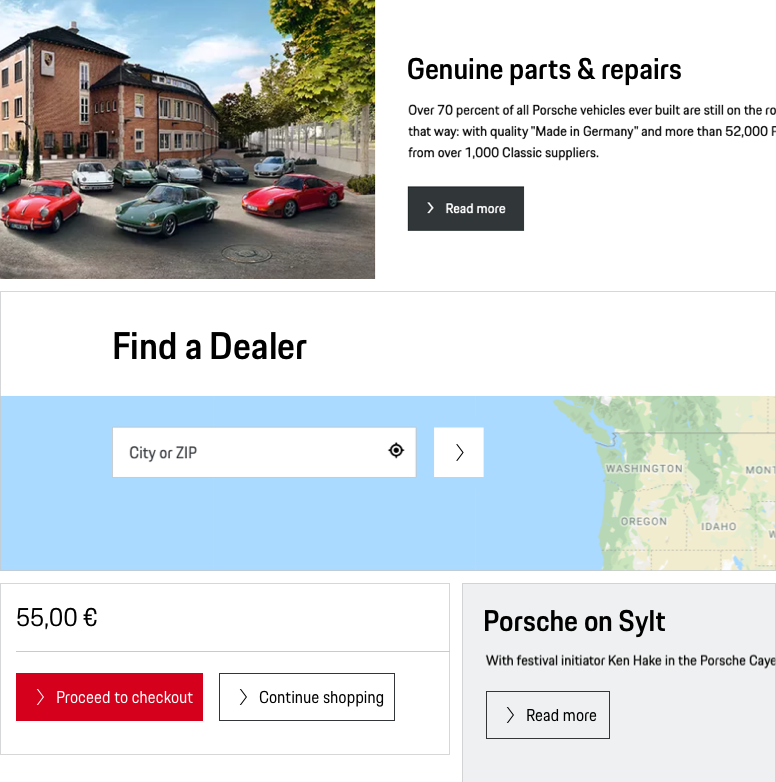 Genuine parts & repairs
Over 70 percent of all Porsche vehicles ever built are still on the
that way: with quality "Made in Germany" and more than 52,000
from over 1,000 Classic suppliers.
Read more
Find a Dealer
City or ZIP
WASHINGTON
OREGON
IDAHO
55,00 €
Proceed to checkout
Continue shopping
Porsche on Sylt
With festival initiator Ken Hake in the Porsche
Read more